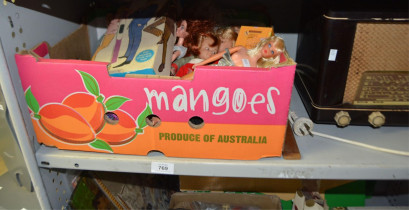 mangoes
PRODUCE OF AUSTRALIA
769